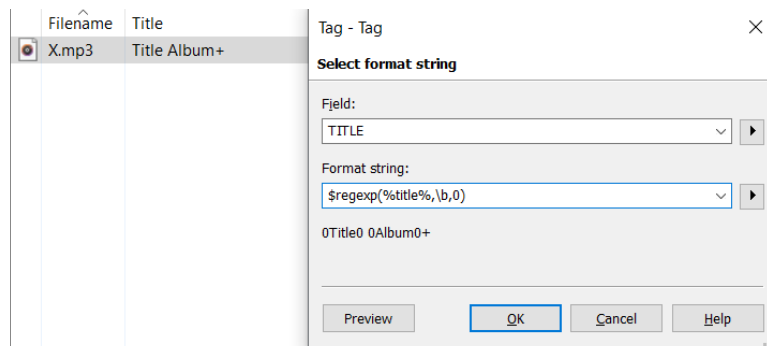 Filename Title
X.mp3 Title Album+
Tag - Tag
Select format string
Field:
TITLE
Format string:
$regexp(%title%,\b,0)
0Title0 0Album0+
Preview OK Cancel Help